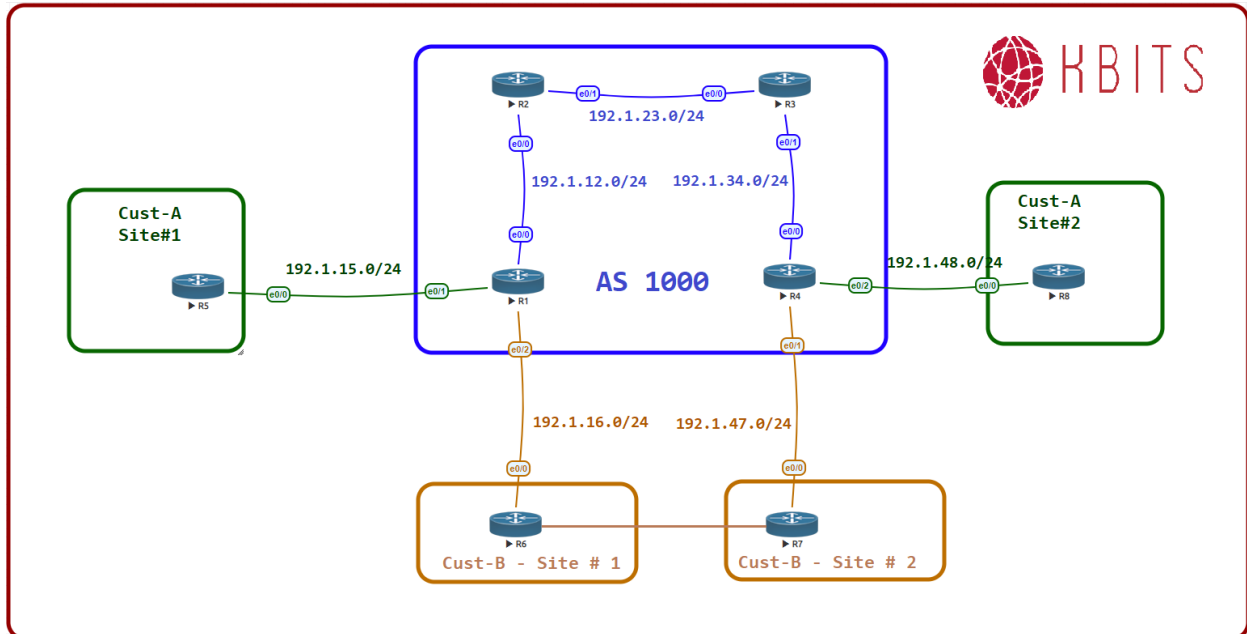 KBITS
R2
e0/1
e0/0
R3
192.1.23.0/24
e0/0
e0/1
192.1.12.0/24
192.1.34.0/24
Cust-A
Site#1
Cust-A
Site#2
e0/0
e0/0
192.1.15.0/24
192.1.48.0/24
R5
e0/0
e0/1
R1
AS 1000
R4
e0/2
e0/0
R8
e0/2
e0/1
192.1.16.0/24
192.1.47.0/24
e0/0
e0/0
R6
R7
Cust-B - Site # 1
Cust-B - Site # 2